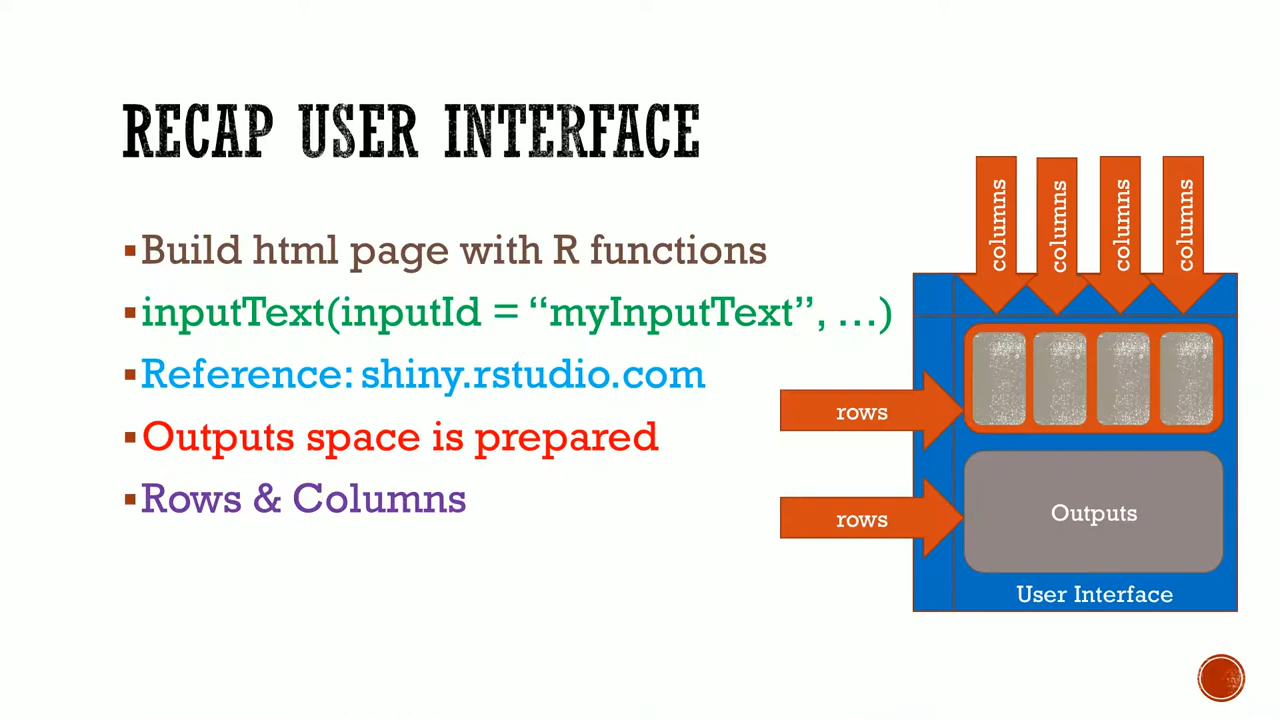 RECAP USER INTERFACE
▪Build html page with R functions
▪inputText(inputId = “myInputText”, …)
▪Reference: shiny.rstudio.com
▪Outputs space is prepared
▪Rows & Columns
columns
columns
columns
columns
rows
rows
Outputs
User Interface